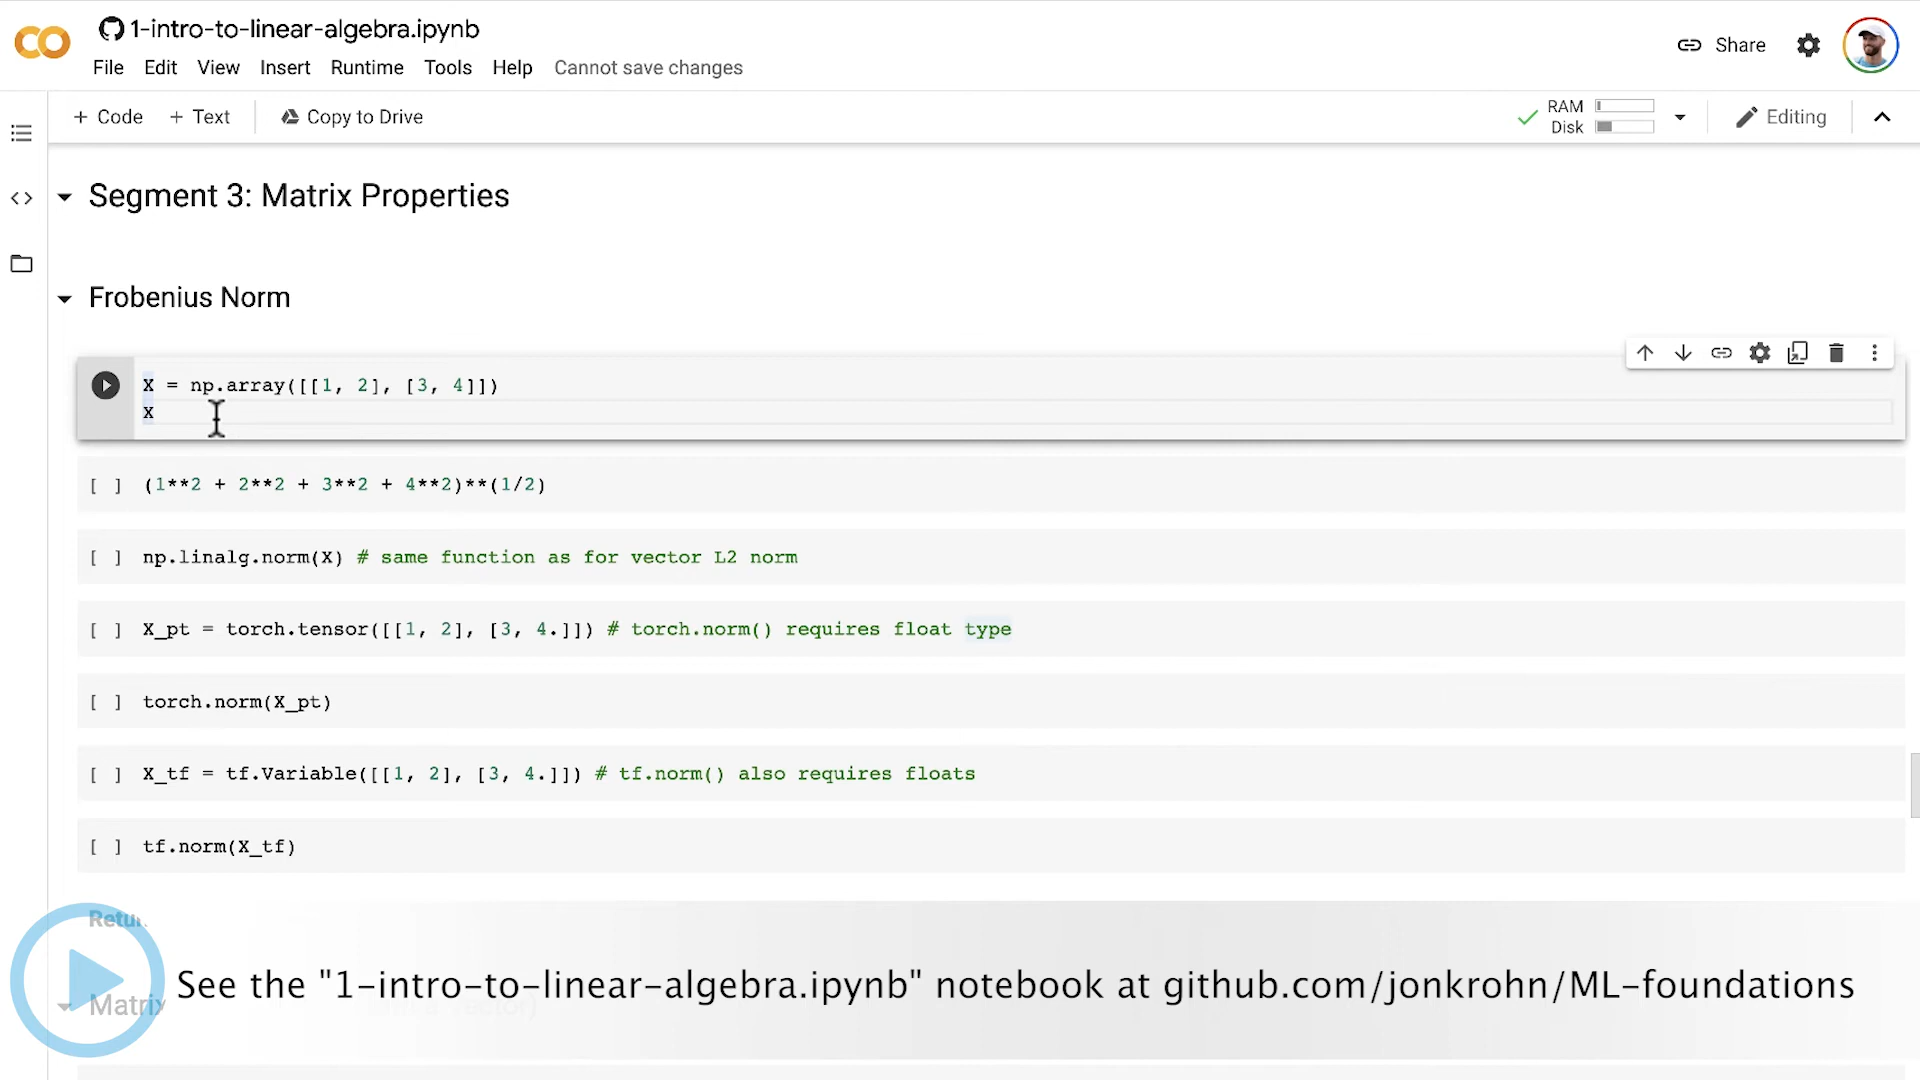 1-intro-to-linear-algebra.ipynb
File Edit View Insert Runtime Tools Help Cannot save changes
Share
+ Code + Text Copy to Drive
RAM
Disk
Editing
Segment 3: Matrix Properties
Frobenius Norm
X = np.array([[1, 2], [3, 4]])
X
[ ] (1**2 + 2**2 + 3**2 + 4**2)**(1/2)
[ ] np.linalg.norm(X) # same function as for vector L2 norm
[ ] X_pt = torch.tensor([[1, 2], [3, 4.]]) # torch.norm() requires float type
[ ] torch.norm(X_pt)
[ ] X_tf = tf.Variable([[1, 2], [3, 4.]]) # tf.norm() also requires floats
[ ] tf.norm(X_tf)
See the "1-intro-to-linear-algebra.ipynb" notebook at github.com/jonkrohn/ML-foundations
Matrix